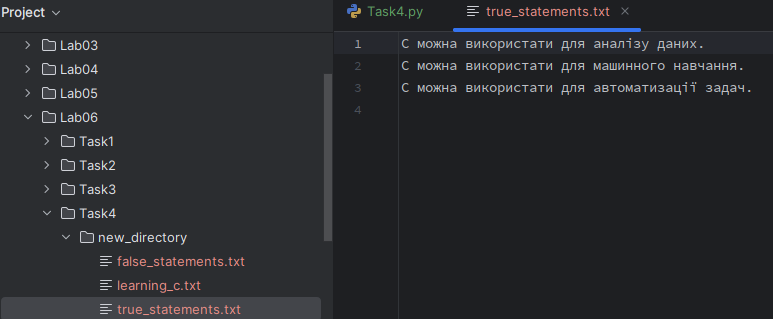 Project
Lab03
Lab04
Lab05
Lab06
Task1
Task2
Task3
Task4
new_directory
false_statements.txt
learning_c.txt
true_statements.txt
Task4.py
true_statements.txt
1 С можна використати для аналізу даних.
2 С можна використати для машинного навчання.
3 С можна використати для автоматизації задач.
4